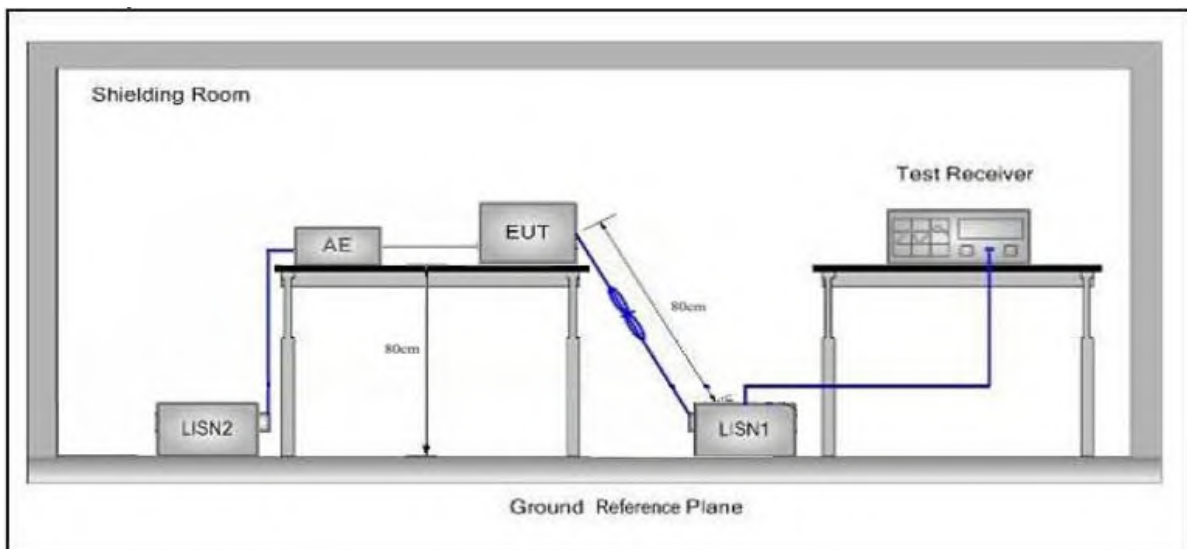 Shielding Room
Test Receiver
AE
EUT
80cm
80cm
LISN2
LISN1
Ground Reference Plane